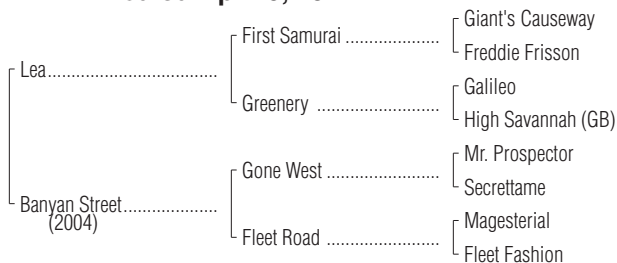 Giant's Causeway
First Samurai ....................
Freddie Frisson
Lea....................................
Galileo
Greenery ..........................
High Savannah (GB)
Mr. Prospector
Gone West ........................
Secrettame
Banyan Street....................
(2004)
Magesterial
Fleet Road ........................
Fleet Fashion